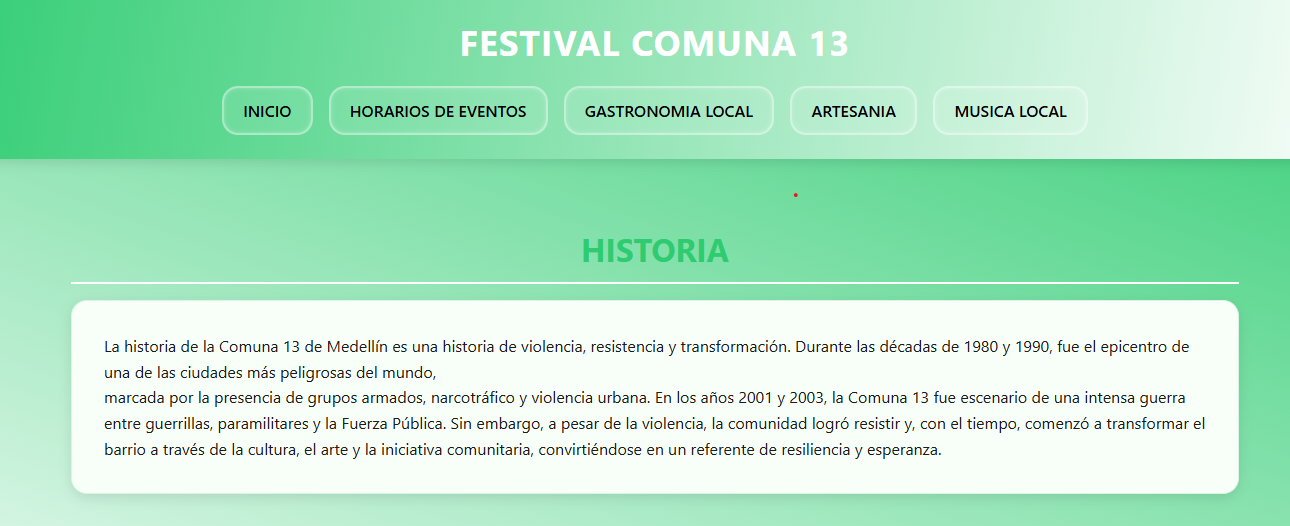 FESTIVAL COMUNA 13
INICIO
HORARIOS DE EVENTOS
GASTRONOMIA LOCAL
ARTESANIA
MUSICA LOCAL
HISTORIA
La historia de la Comuna 13 de Medellín es una historia de violencia, resistencia y transformación. Durante las décadas de 1980 y 1990, fue el epicentro de
una de las ciudades más peligrosas del mundo,
marcada por la presencia de grupos armados, narcotráfico y violencia urbana. En los años 2001 y 2003, la Comuna 13 fue escenario de una intensa guerra
entre guerrillas, paramilitares y la Fuerza Pública. Sin embargo, a pesar de la violencia, la comunidad logró resistir y, con el tiempo, comenzó a transformar el
barrio a través de la cultura, el arte y la iniciativa comunitaria, convirtiéndose en un referente de resiliencia y esperanza.